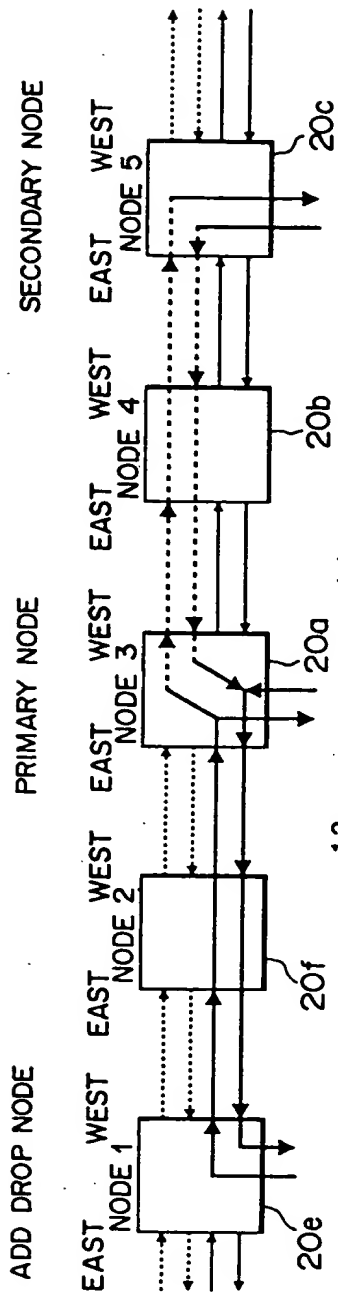 ADD DROP NODE
PRIMARY NODE
SECONDARY NODE
EAST WEST
NODE 1
EAST WEST
NODE 2
EAST WEST
NODE 3
EAST WEST
NODE 4
EAST WEST
NODE 5
20e
20f
20a
20b
20c